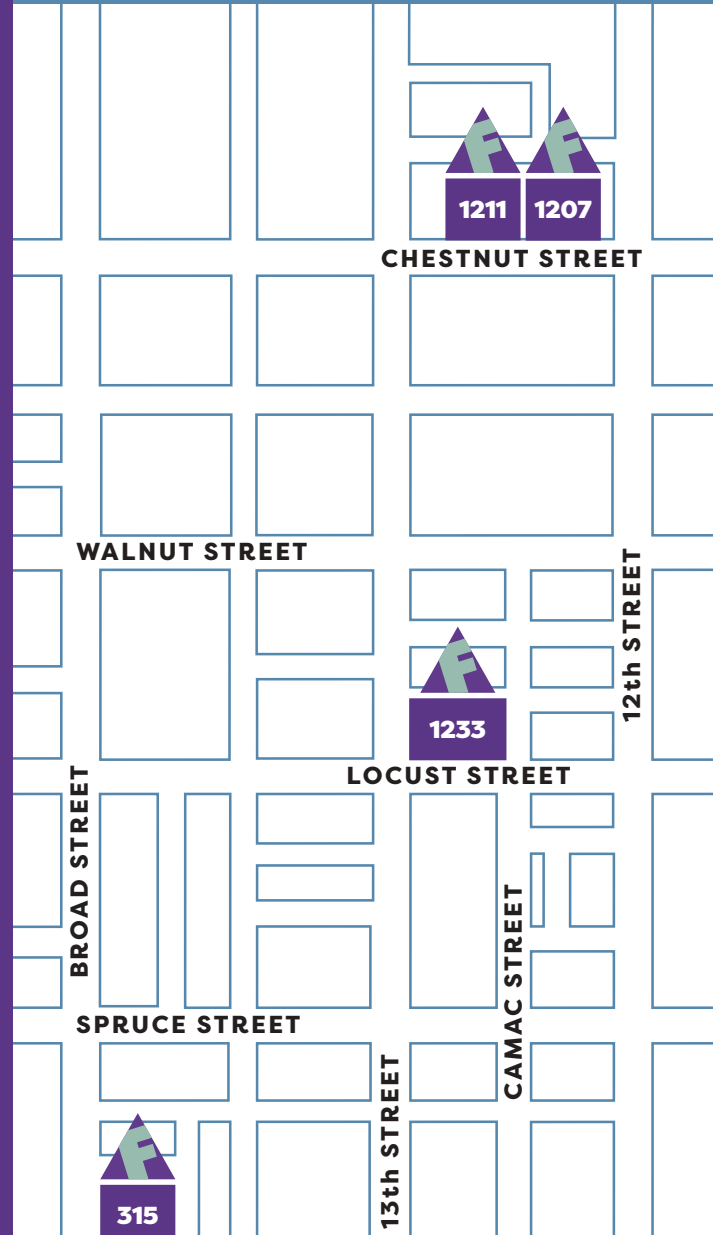 F F
1211 1207
CHESTNUT STREET
WALNUT STREET
12th STREET
F
1233
LOCUST STREET
BROAD STREET
CAMAC STREET
SPRUCE STREET
13th STREET
F
315